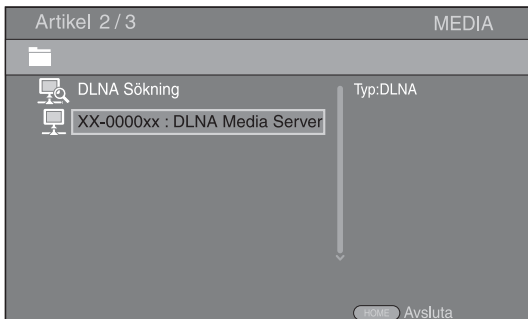 Artikel 2 / 3
MEDIA
DLNA Sökning
Typ:DLNA
XX-0000xx : DLNA Media Server
HOME Avsluta